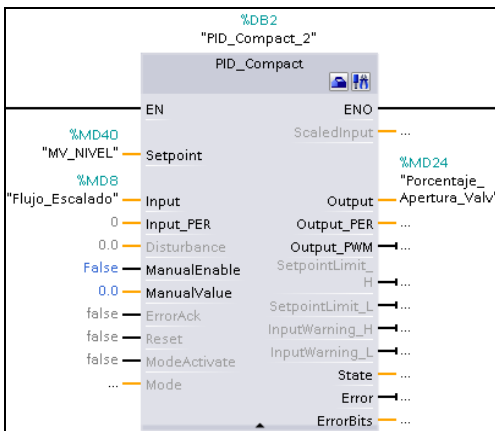 %DB2
"PID_Compact_2"
PID_Compact
EN
ENO
ScaledInput ...
%MD40
"MV_NIVEL" Setpoint
%MD24
"Porcentaje_
Apertura_Valv"
%MD8
"Flujo_Escalado" Input
Output
0 Input_PER
Output_PER ...
0.0 Disturbance
Output_PWM ...
False ManualEnable
SetpointLimit_
H ...
0.0 ManualValue
SetpointLimit_L ...
false ErrorAck
InputWarning_H ...
false Reset
InputWarning_L ...
false ModeActivate
State ...
... Mode
Error ...
ErrorBits ...